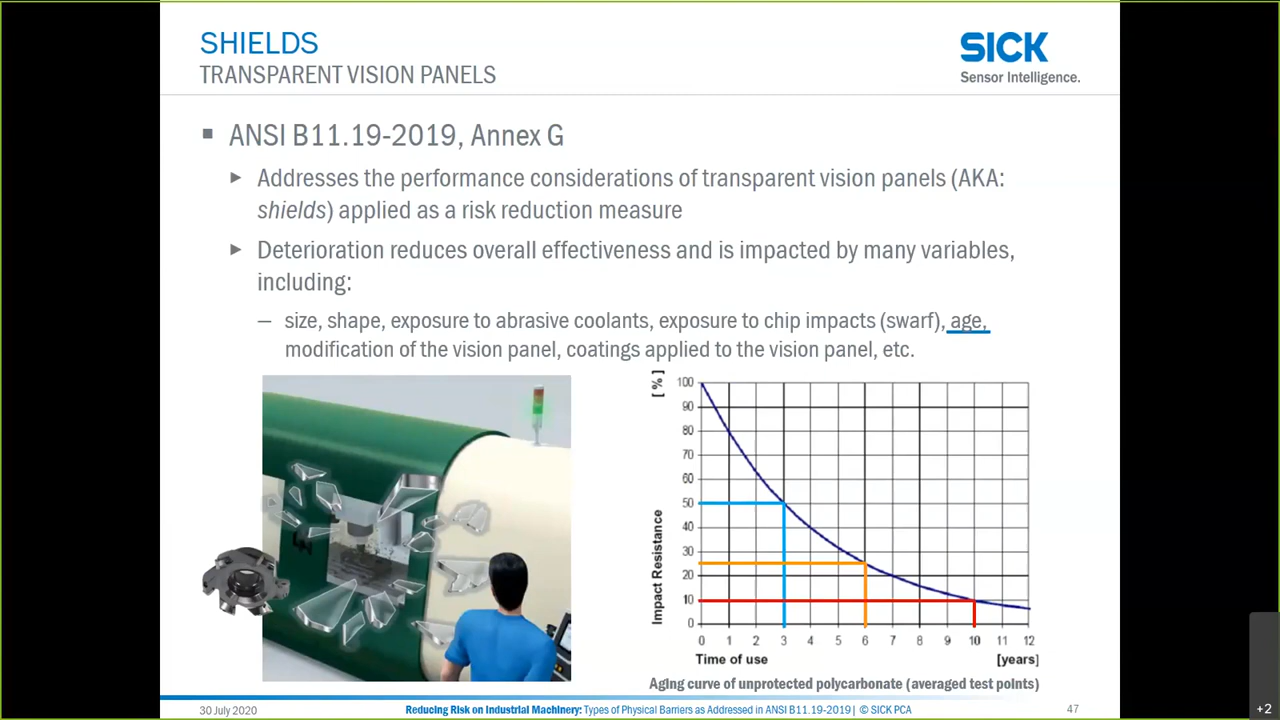 SHIELDS
TRANSPARENT VISION PANELS
SICK
Sensor Intelligence.
ANSI B11.19-2019, Annex G
Addresses the performance considerations of transparent vision panels (AKA:
shields) applied as a risk reduction measure
Deterioration reduces overall effectiveness and is impacted by many variables,
including:
– size, shape, exposure to abrasive coolants, exposure to chip impacts (swarf), age,
modification of the vision panel, coatings applied to the vision panel, etc.
[ % ]
Impact Resistance
100
90
80
70
60
50
40
30
20
10
0
0 1 2 3 4 5 6 7 8 9 10 11 12
Time of use [years]
Aging curve of unprotected polycarbonate (averaged test points)
30 July 2020
Reducing Risk on Industrial Machinery: Types of Physical Barriers as Addressed in ANSI B11.19-2019 | © SICK PCA
47
+2